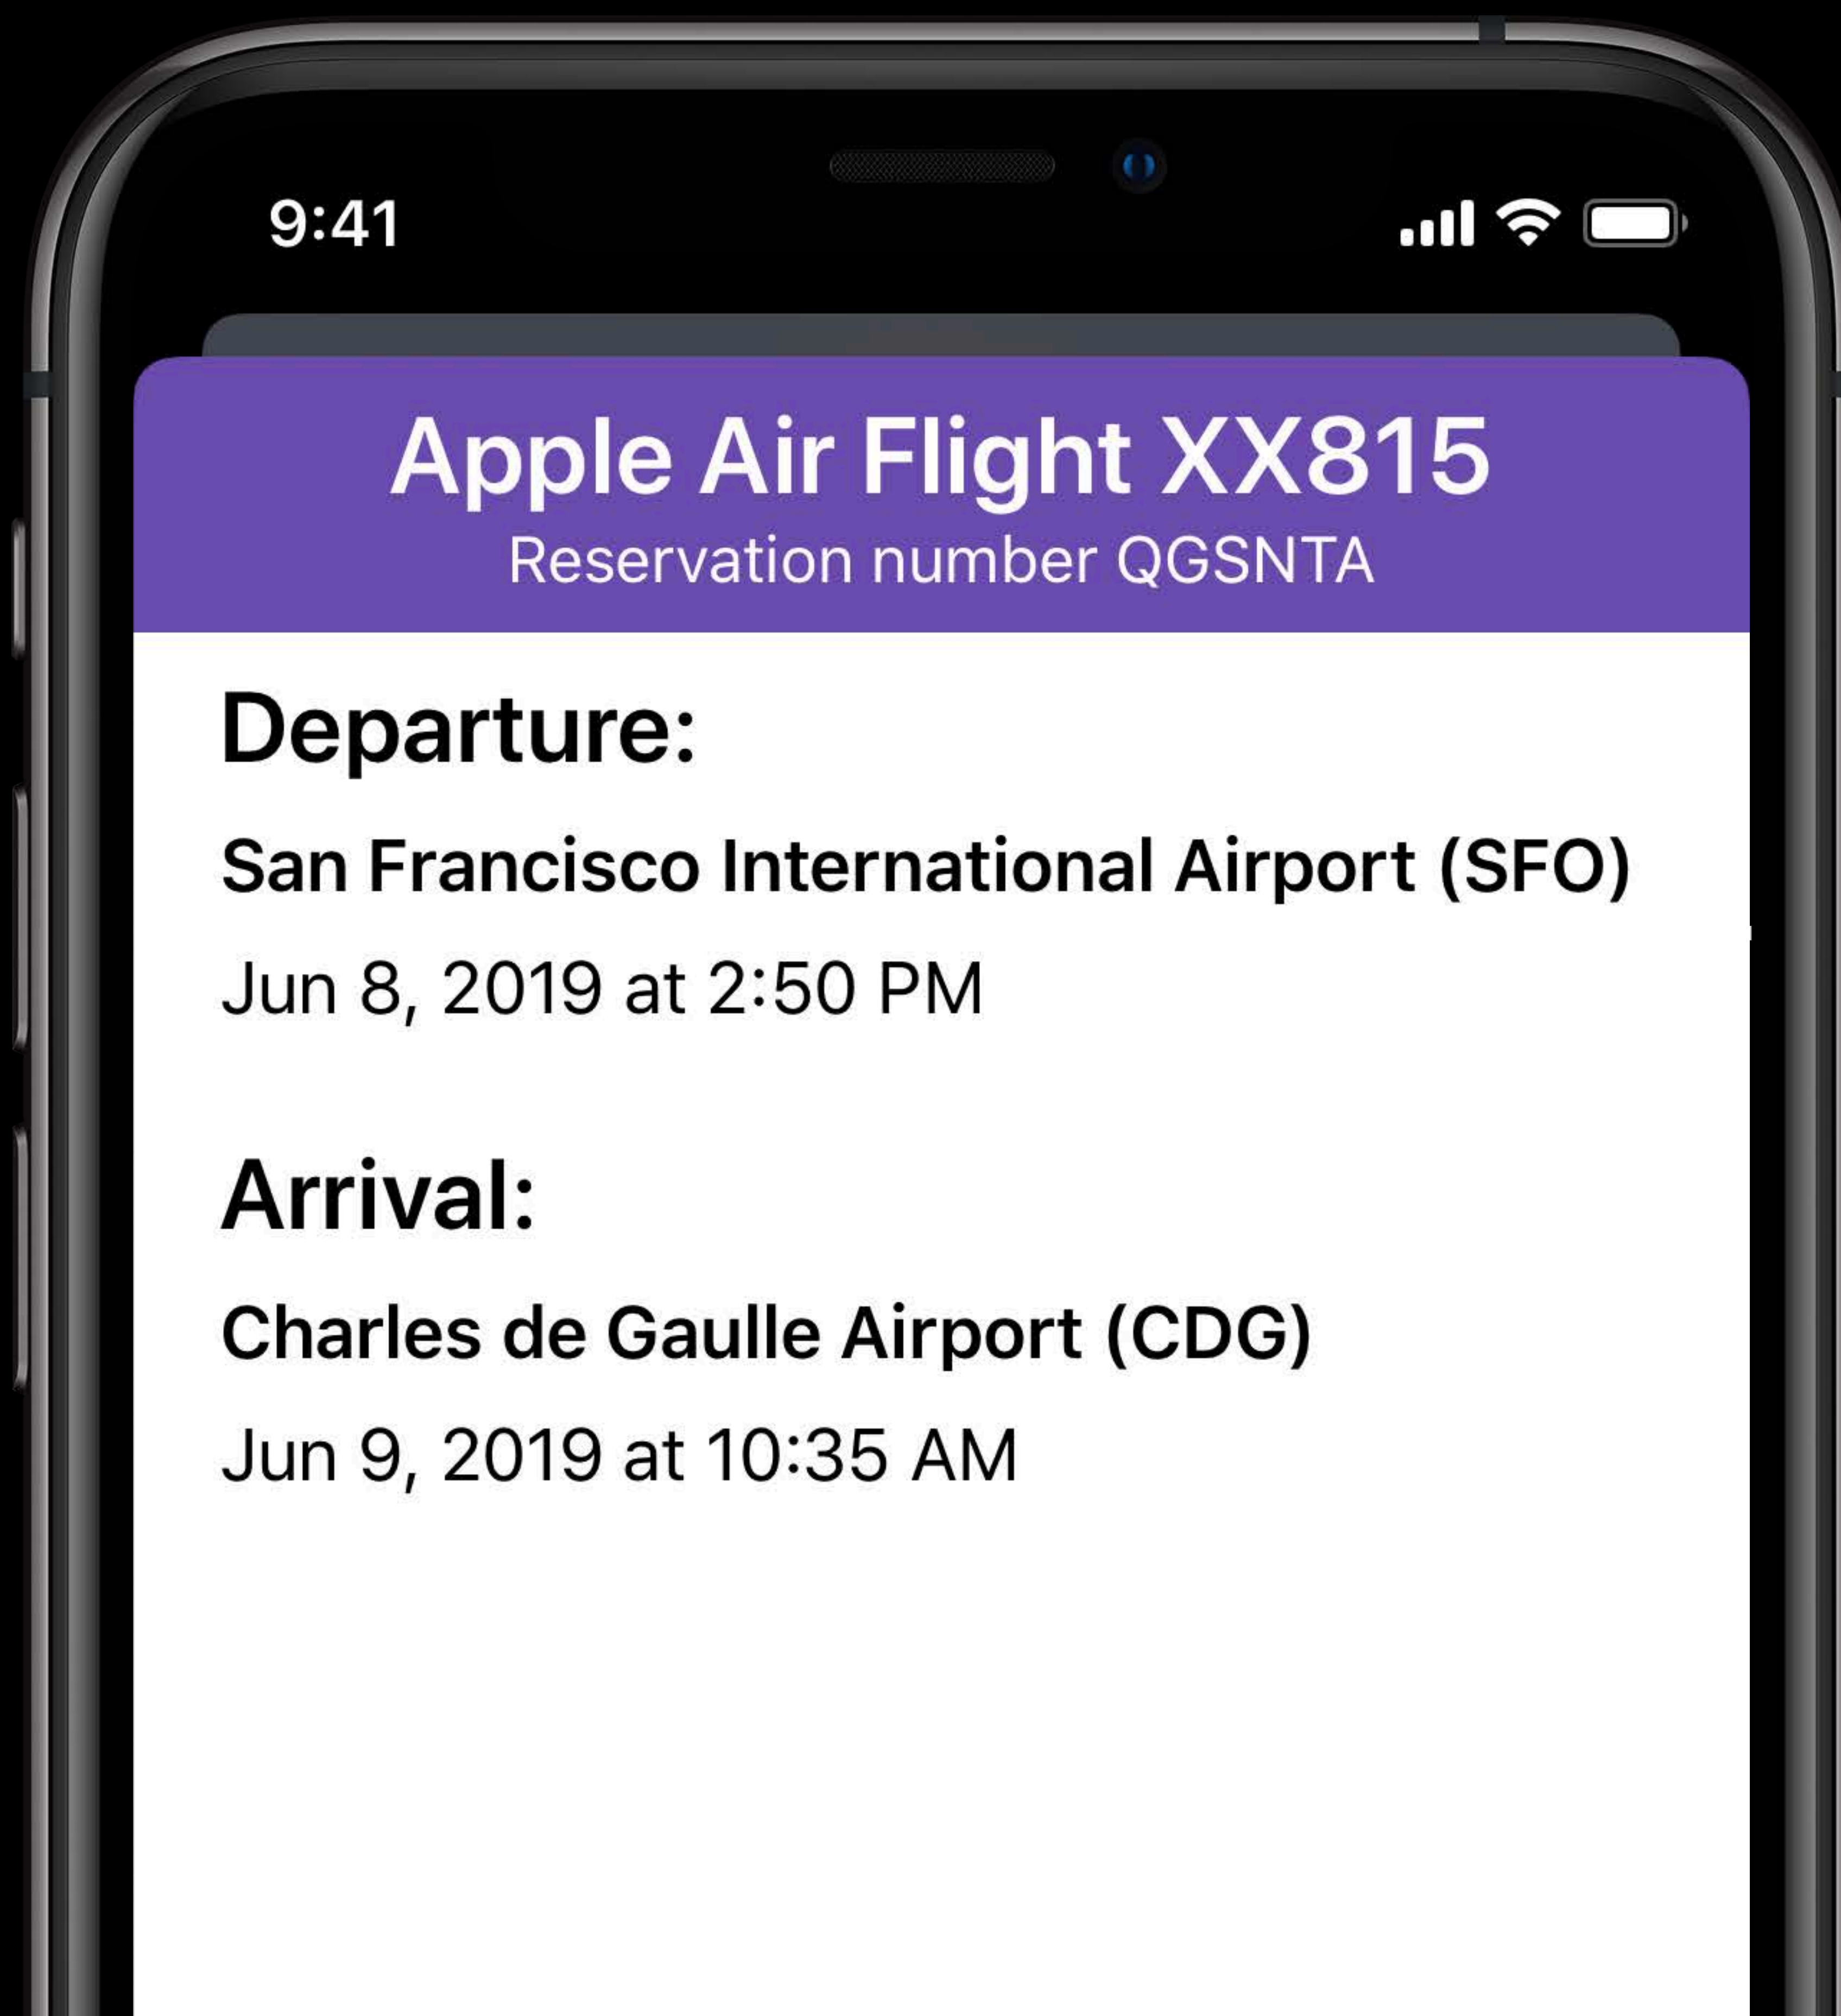 9:41
Apple Air Flight XX815
Reservation number QGSNTA
Departure:
San Francisco International Airport (SFO)
Jun 8, 2019 at 2:50 PM
Arrival:
Charles de Gaulle Airport (CDG)
Jun 9, 2019 at 10:35 AM